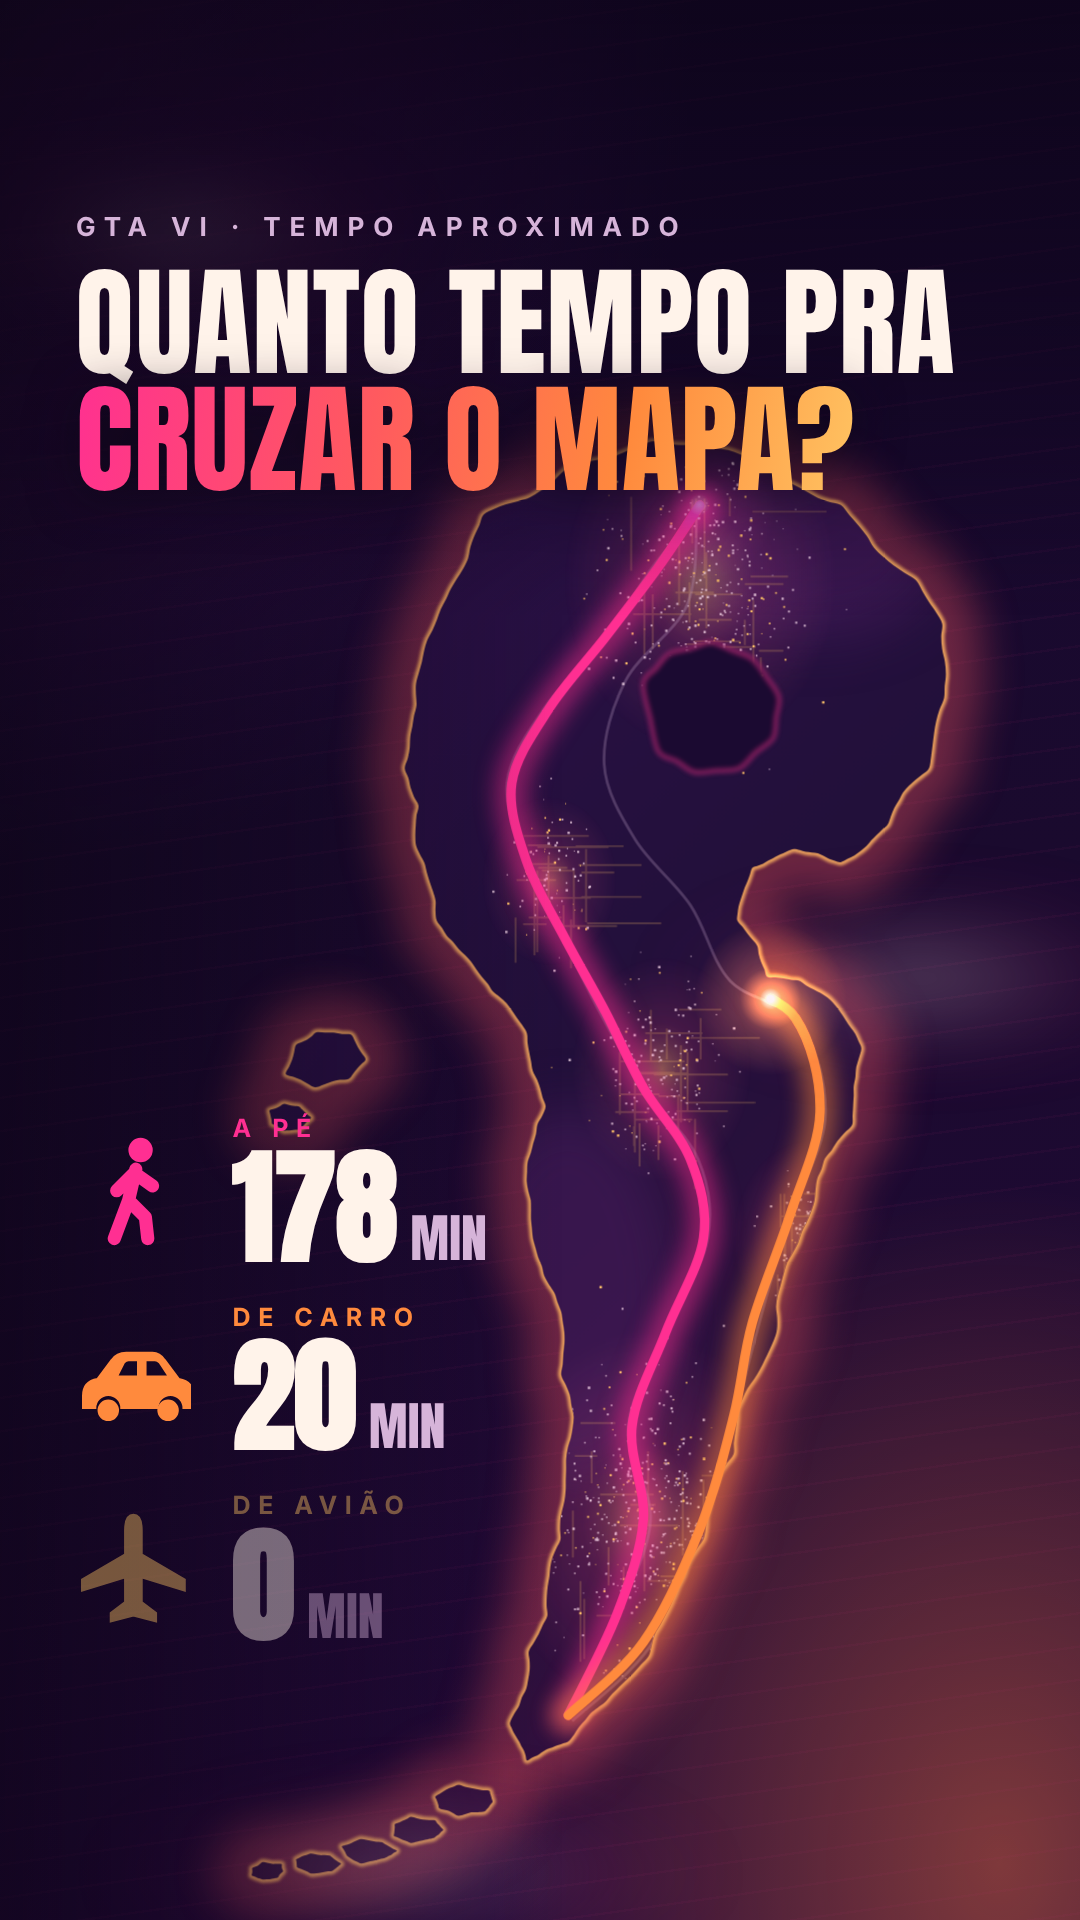 GTA VI · TEMPO APROXIMADO
QUANTO TEMPO PRA
CRUZAR O MAPA?
A PÉ
178 MIN
DE CARRO
20 MIN
DE AVIÃO
0 MIN